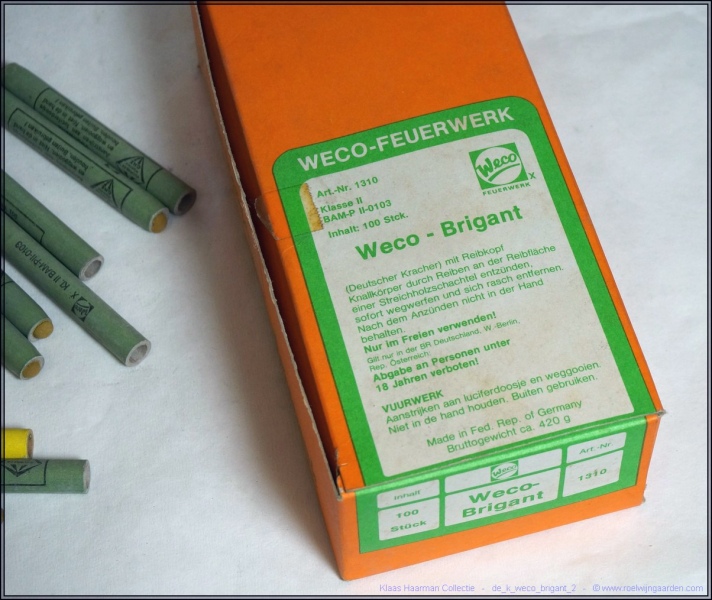 WECO-FEUERWERK
Art.-Nr. 1310
Klasse II
BAM-P II-0103
Inhalt: 100 Stck.
Weco
FEUERWERK X
Weco - Brigant
(Deutscher Kracher) mit Reibkopf
Knallkörper durch Reiben an der Reibfläche
einer Streichholzschachtel entzünden,
sofort wegwerfen und sich rasch entfernen.
Nach dem Anzünden nicht in der Hand
behalten.
Nur im Freien verwenden!
Gilt nur in der BR Deutschland, W.-Berlin,
Rep. Österreich:
Abgabe an Personen unter
18 Jahren verboten!
VUURWERK
Aanstrijken aan luciferdoosje en weggooien.
Niet in de hand houden. Buiten gebruiken.
Made in Fed. Rep. of Germany
Bruttogewicht ca. 420 g
Inhalt
100
Stück
Weco
Weco-
Brigant
Art.-Nr.
1310
Kl.II BAM-PII-0103
X
Klaas Haarman Collectie - de_k_weco_brigant_2 - © www.roelwijngaarden.com